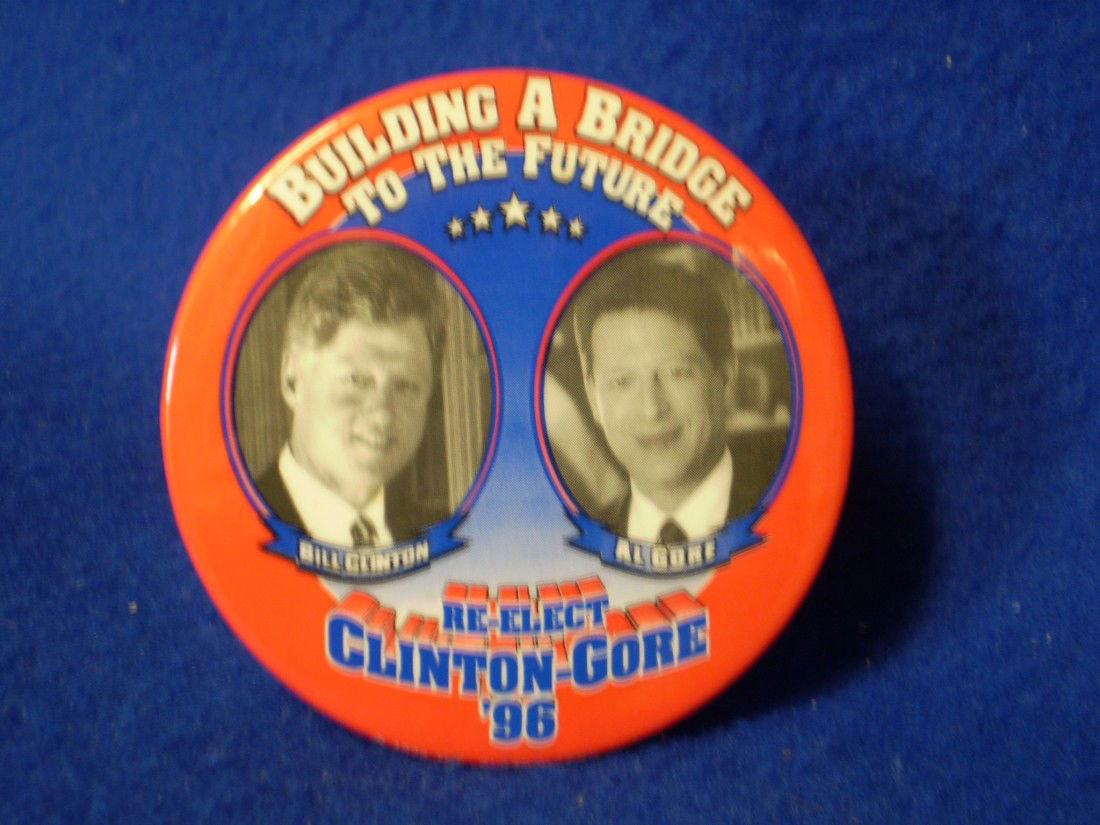 BUILDING A BRIDGE
TO THE FUTURE
BILL CLINTON
AL GORE
RE-ELECT
CLINTON-GORE
'96